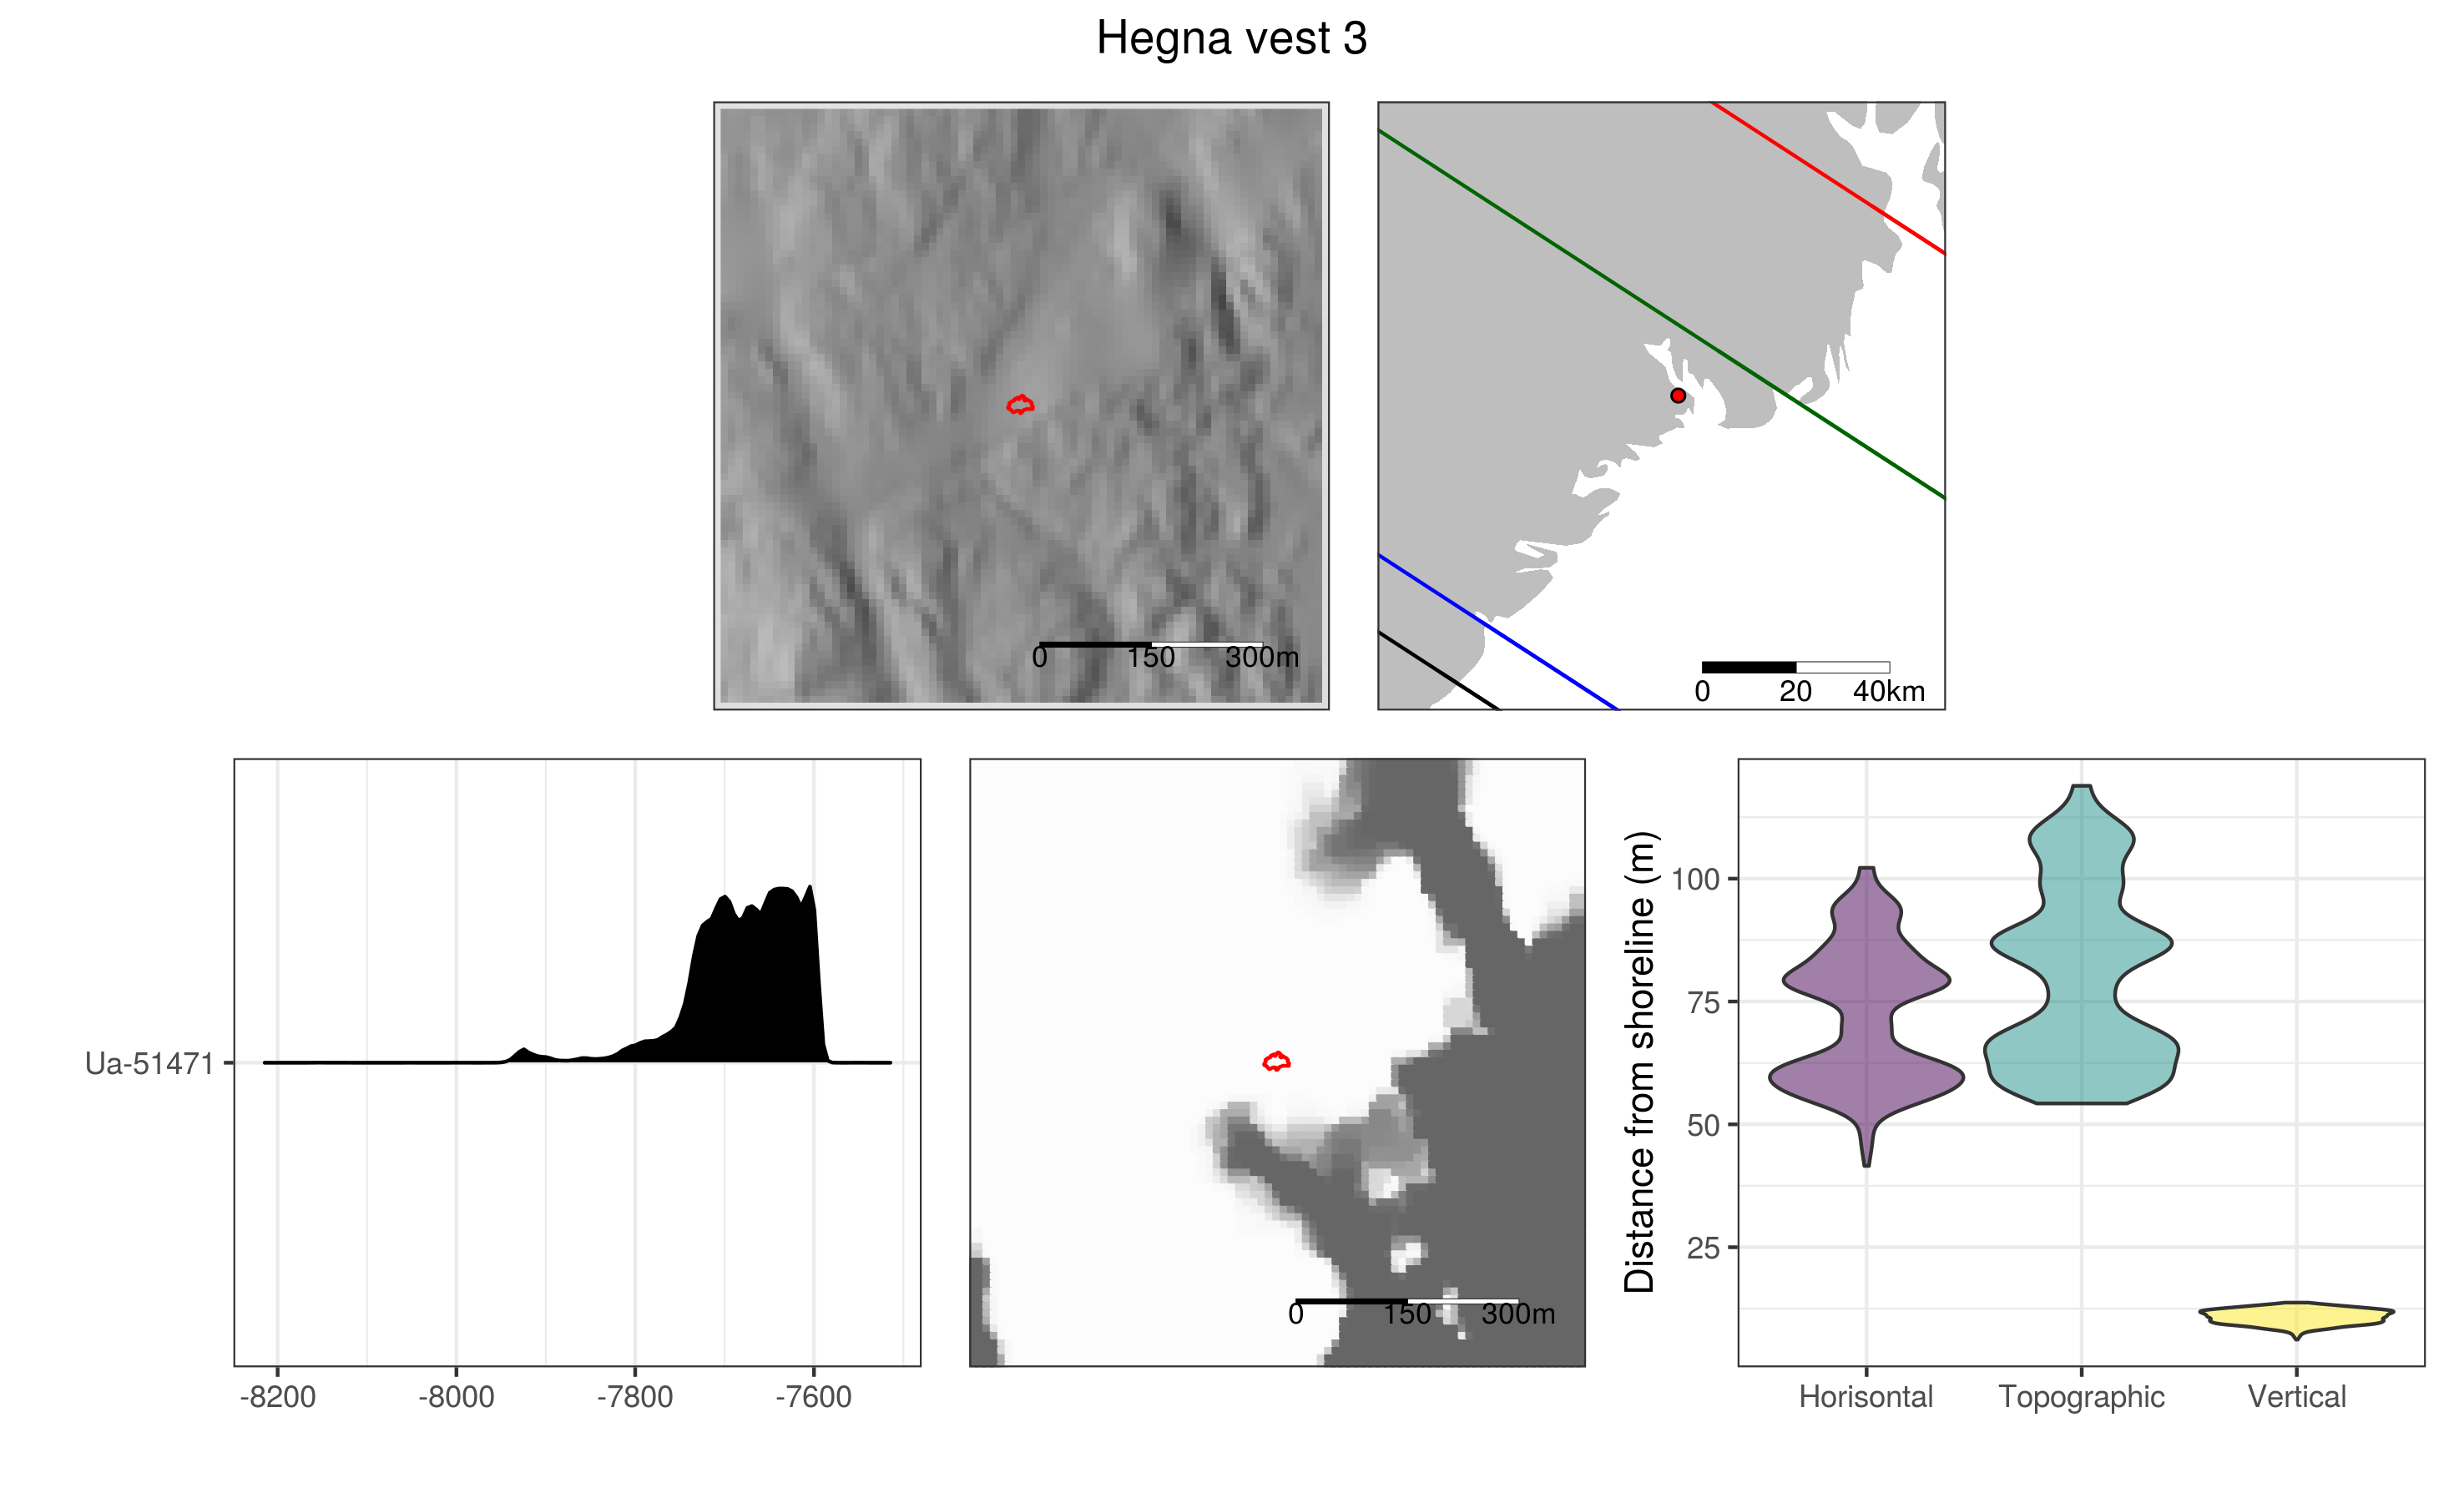 Hegna vest 3
0 150 300m
0 20 40km
Ua-51471
-8200 -8000 -7800 -7600
0 150 300m
Distance from shoreline (m)
100
75
50
25
Horisontal Topographic Vertical